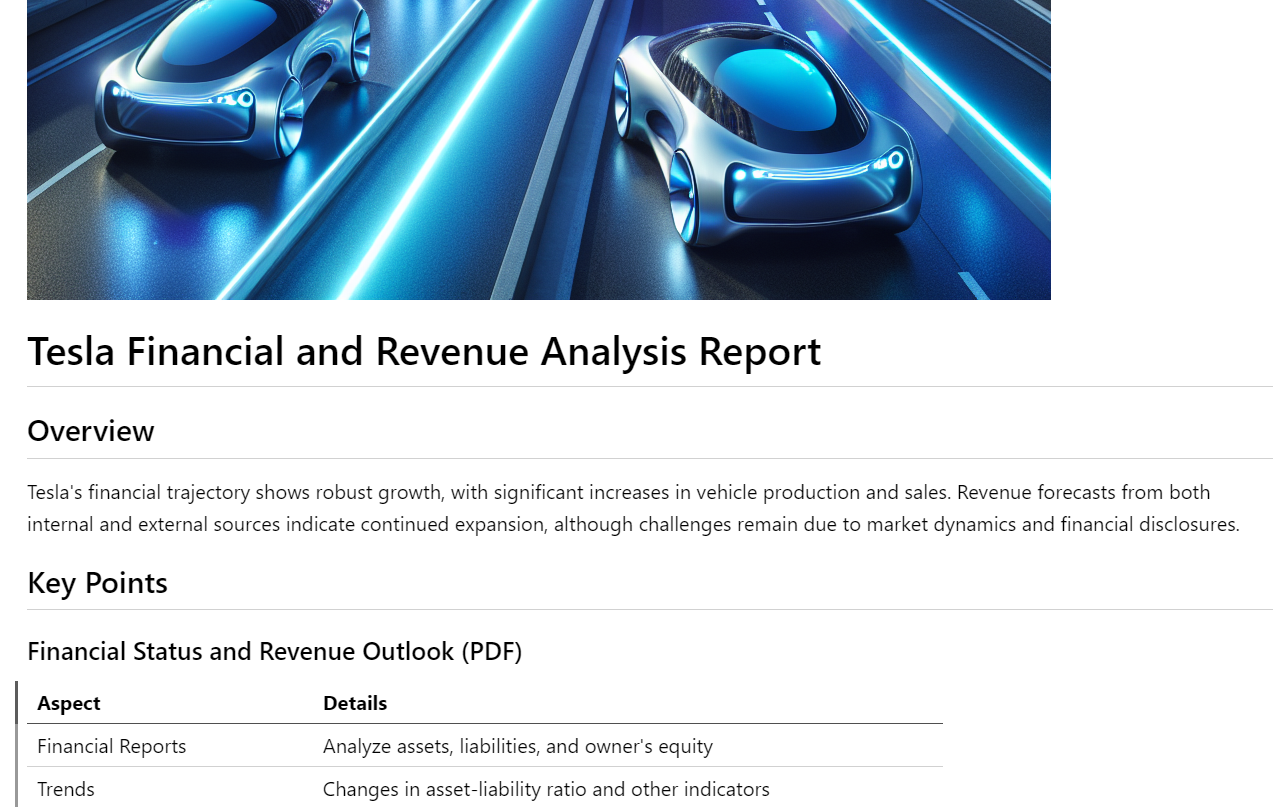 Tesla Financial and Revenue Analysis Report
Overview
Tesla's financial trajectory shows robust growth, with significant increases in vehicle production and sales. Revenue forecasts from both
internal and external sources indicate continued expansion, although challenges remain due to market dynamics and financial disclosures.
Key Points
Financial Status and Revenue Outlook (PDF)
Aspect Details
Financial Reports Analyze assets, liabilities, and owner's equity
Trends Changes in asset-liability ratio and other indicators